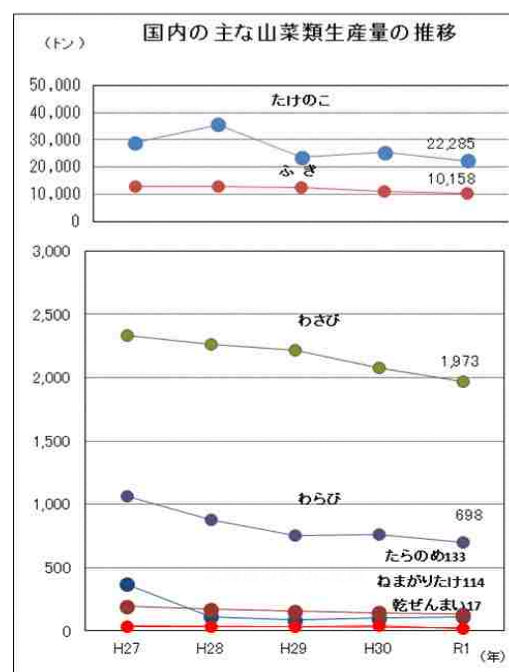 国内の主な山菜類生産量の推移
（トン）
50,000
40,000
30,000
20,000
10,000
0
たけのこ
22,285
ふき
10,158
3,000
2,500
2,000
1,500
1,000
500
0
わさび
1,973
わらび
698
たらのめ133
ねまがりたけ114
乾ぜんまい17
H27 H28 H29 H30 R1 （年）